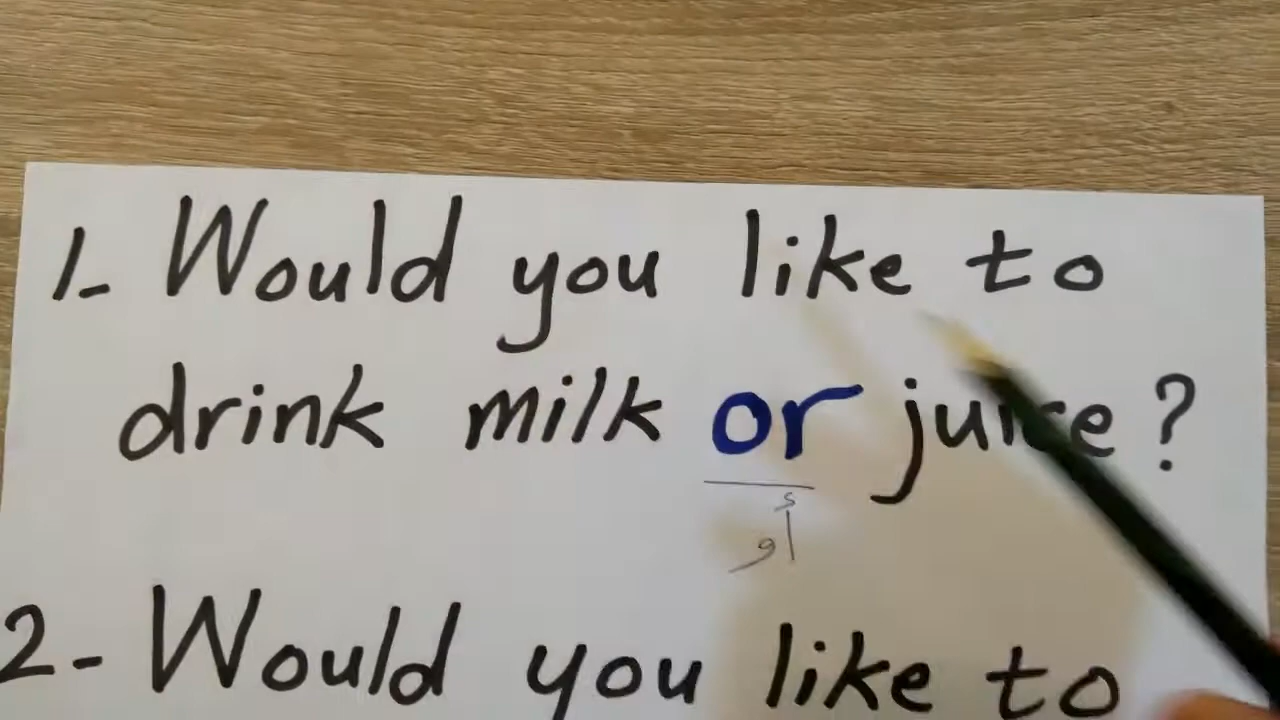 1- Would you like to
drink milk or juice?
أو
2- Would you like to